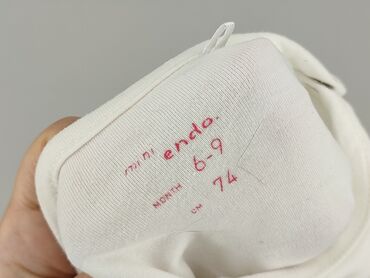 mini endo.
MONTH 6-9
CM 74